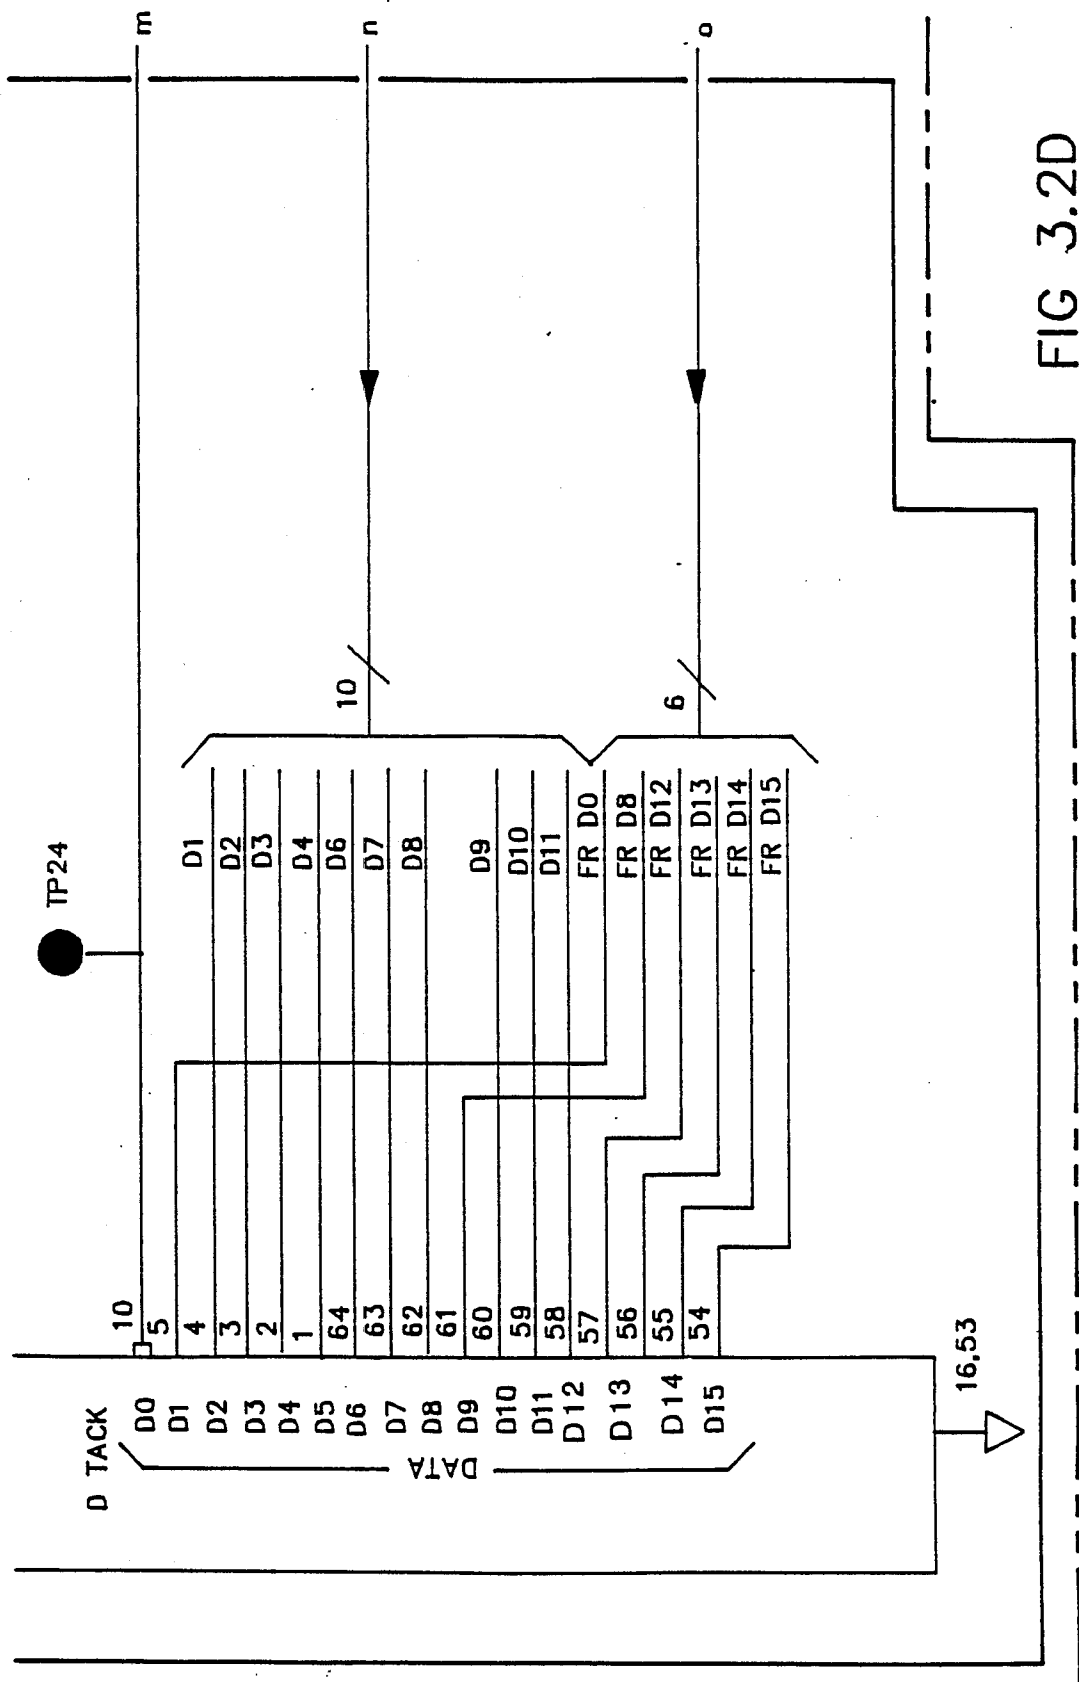 m
n
o
TP24
10
6
D1
D2
D3
D4
D6
D7
D8
D9
D10
D11
FR D0
FR D8
FR D12
FR D13
FR D14
FR D15
10
5
4
3
2
1
64
63
62
61
60
59
58
57
56
55
54
D TACK
D0
D1
D2
D3
D4
D5
D6
D7
D8
D9
D10
D11
D12
D13
D14
D15
DATA
16,53
FIG 3.2D